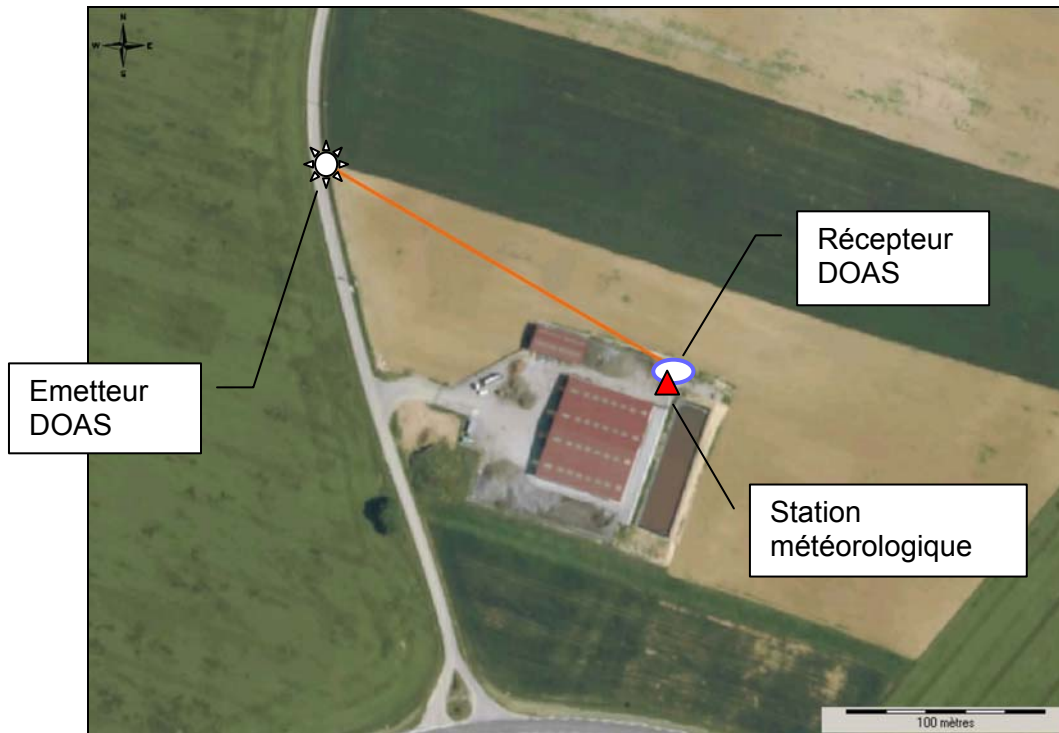 N
W E
S
Récepteur
DOAS
Emetteur
DOAS
Station
météorologique
100 mètres